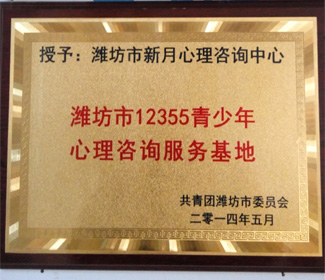 授予：潍坊市新月心理咨询中心
潍坊市12355青少年
心理咨询服务基地
共青团潍坊市委员会
二零一四年五月